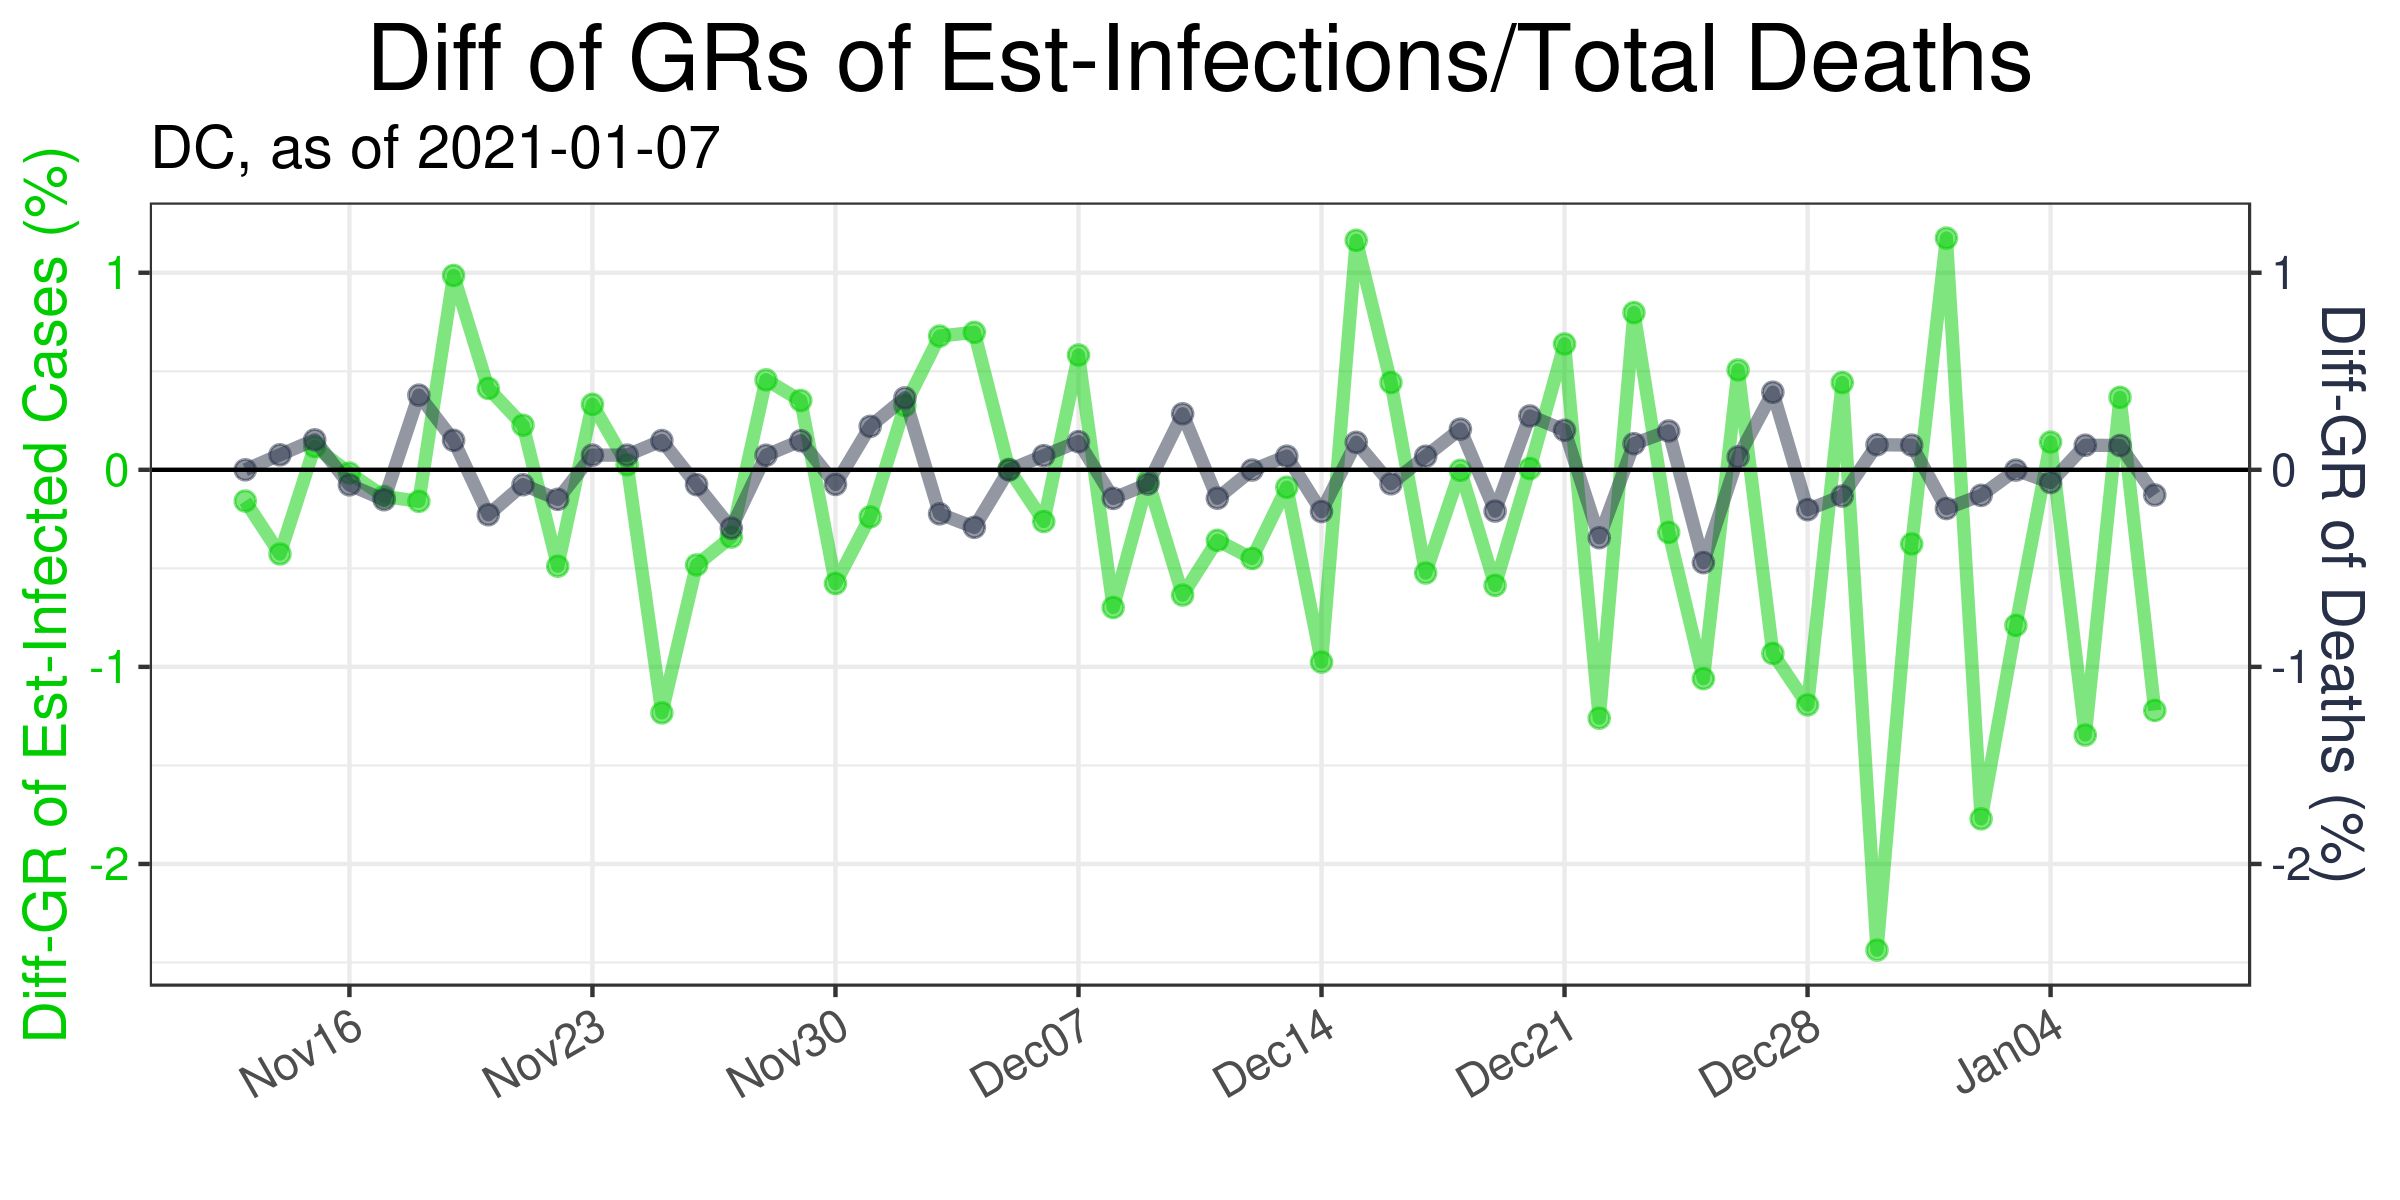 Diff of GRs of Est-Infections/Total Deaths
DC, as of 2021-01-07
Diff-GR of Est-Infected Cases (%)
1
0
-1
-2
1
0
-1
-2
Diff-GR of Deaths (%)
Nov16
Nov23
Nov30
Dec07
Dec14
Dec21
Dec28
Jan04